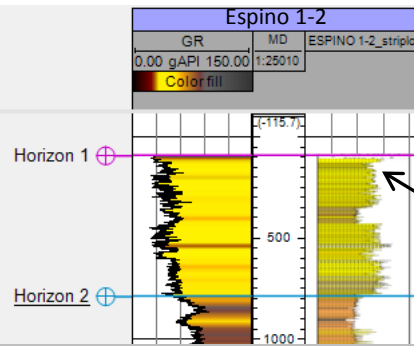 Espino 1-2
GR MD ESPINO 1-2_striplo
0.00 gAPI 150.00 1:25010
Color fill
(-115.7)
Horizon 1
500
Horizon 2
1000